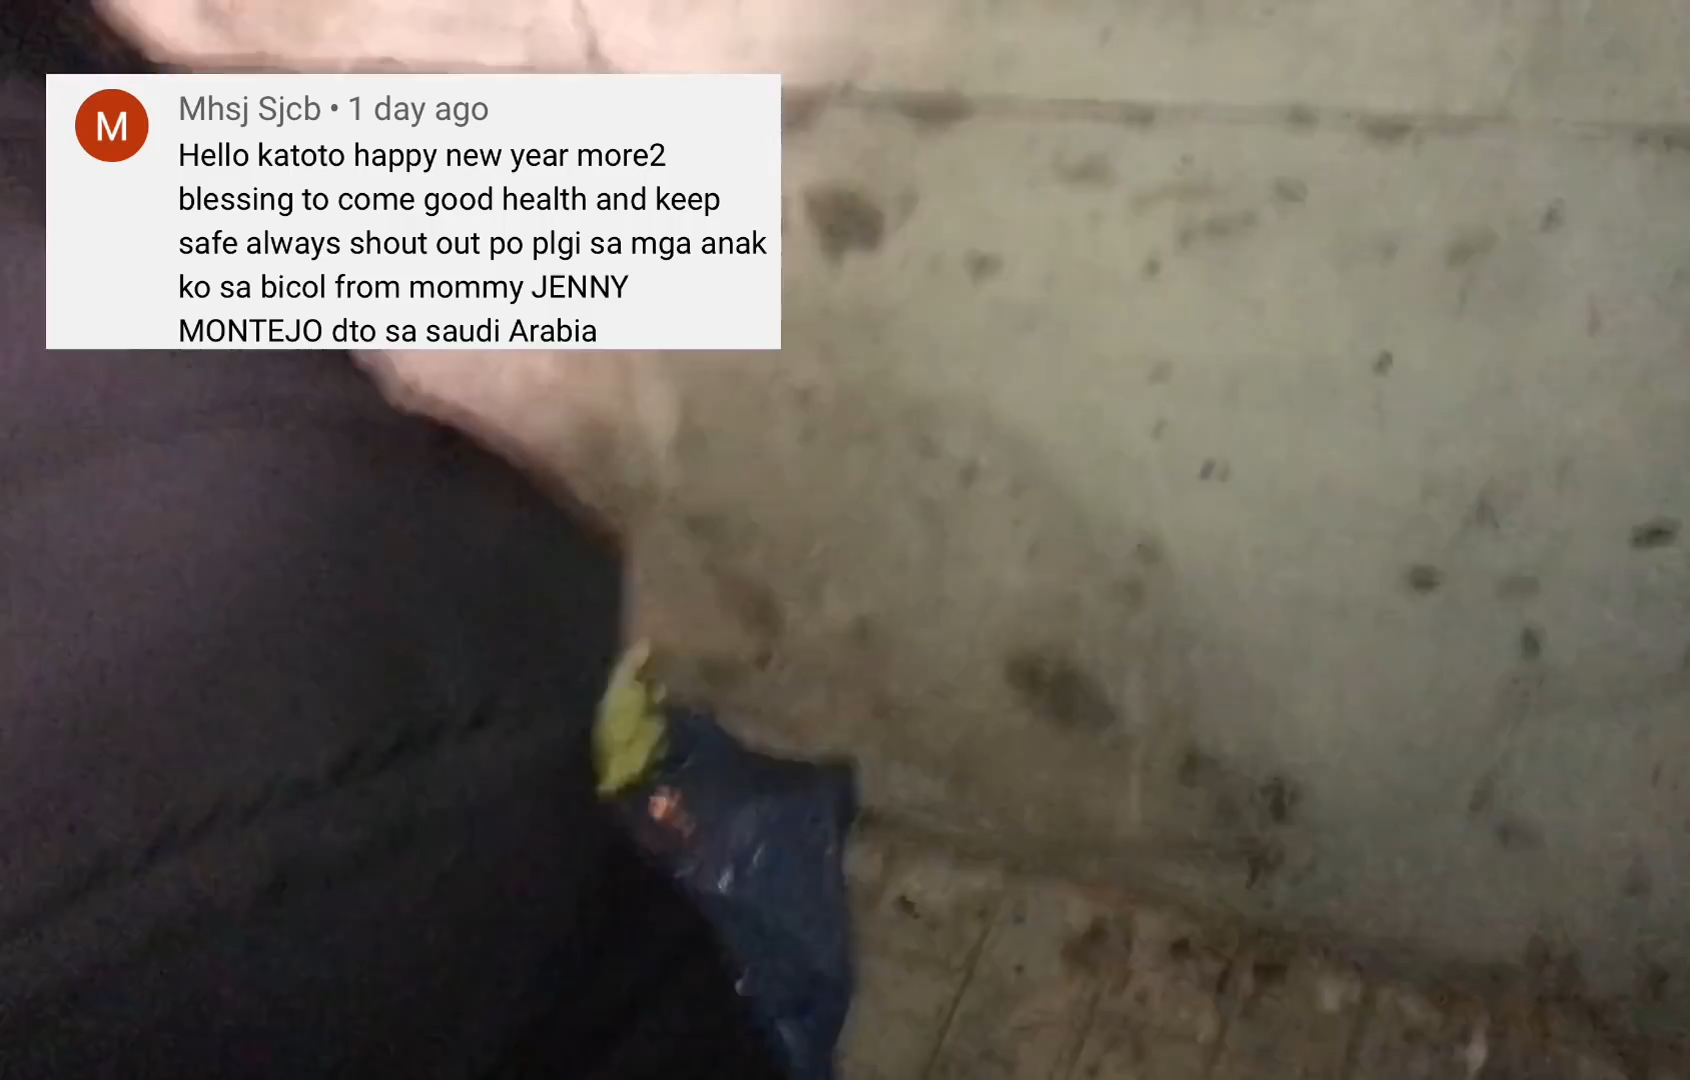 M
Mhsj Sjcb • 1 day ago
Hello katoto happy new year more2
blessing to come good health and keep
safe always shout out po plgi sa mga anak
ko sa bicol from mommy JENNY
MONTEJO dto sa saudi Arabia